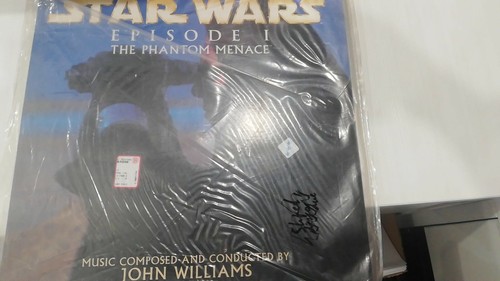 STAR WARS
EPISODE I
THE PHANTOM MENACE
MUSIC COMPOSED AND CONDUCTED BY
JOHN WILLIAMS